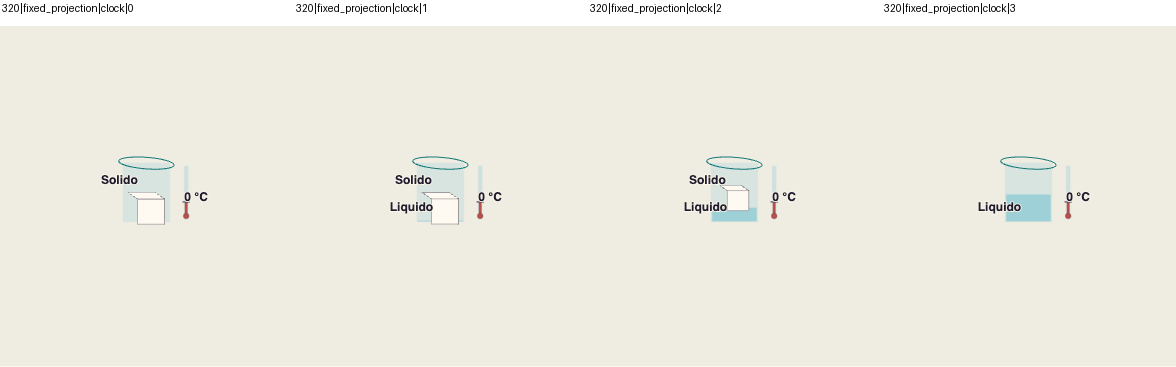 320|fixed_projection|clock|0
320|fixed_projection|clock|1
320|fixed_projection|clock|2
320|fixed_projection|clock|3
Solido
0 °C
Solido
0 °C
Liquido
Solido
0 °C
Liquido
0 °C
Liquido